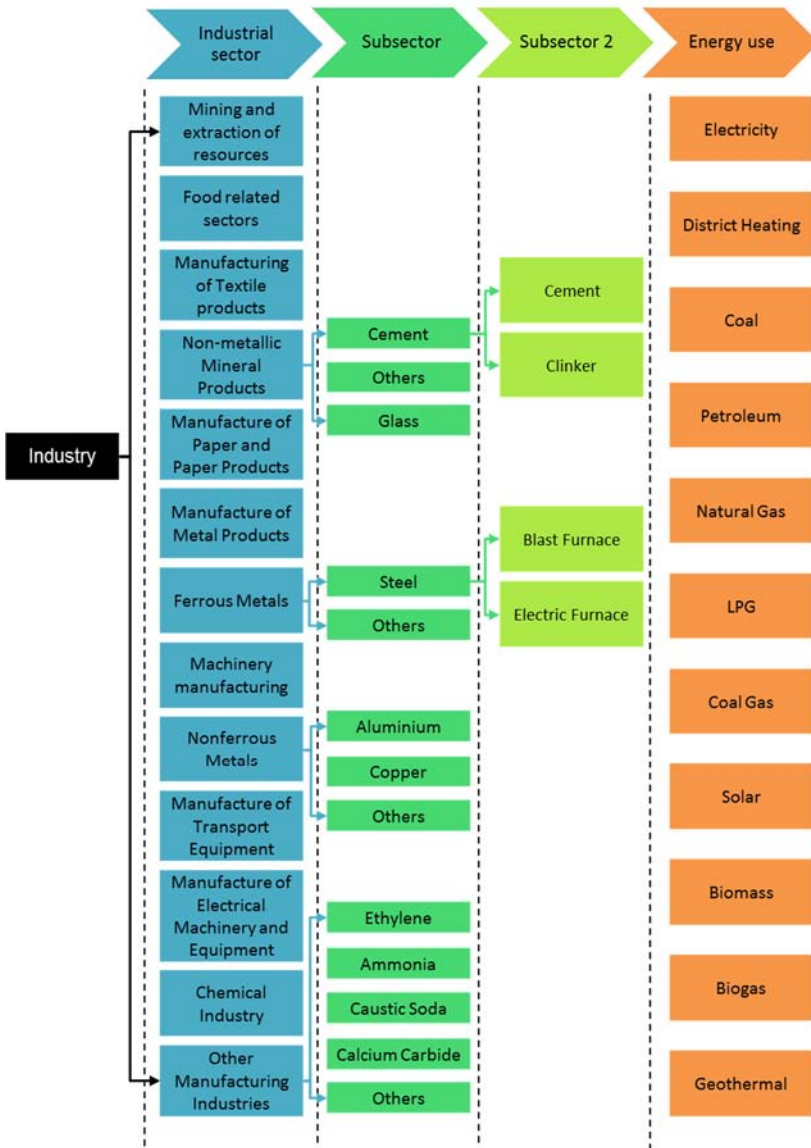 Industrial
sector
Subsector
Subsector 2
Energy use
Industry
Mining and
extraction of
resources
Food related
sectors
Manufacturing
of Textile
products
Non-metallic
Mineral
Products
Manufacture of
Paper and
Paper Products
Manufacture of
Metal Products
Ferrous Metals
Machinery
manufacturing
Nonferrous
Metals
Manufacture of
Transport
Equipment
Manufacture of
Electrical
Machinery and
Equipment
Chemical
Industry
Other
Manufacturing
Industries
Cement
Others
Glass
Steel
Others
Aluminium
Copper
Others
Ethylene
Ammonia
Caustic Soda
Calcium Carbide
Others
Cement
Clinker
Blast Furnace
Electric Furnace
Electricity
District Heating
Coal
Petroleum
Natural Gas
LPG
Coal Gas
Solar
Biomass
Biogas
Geothermal